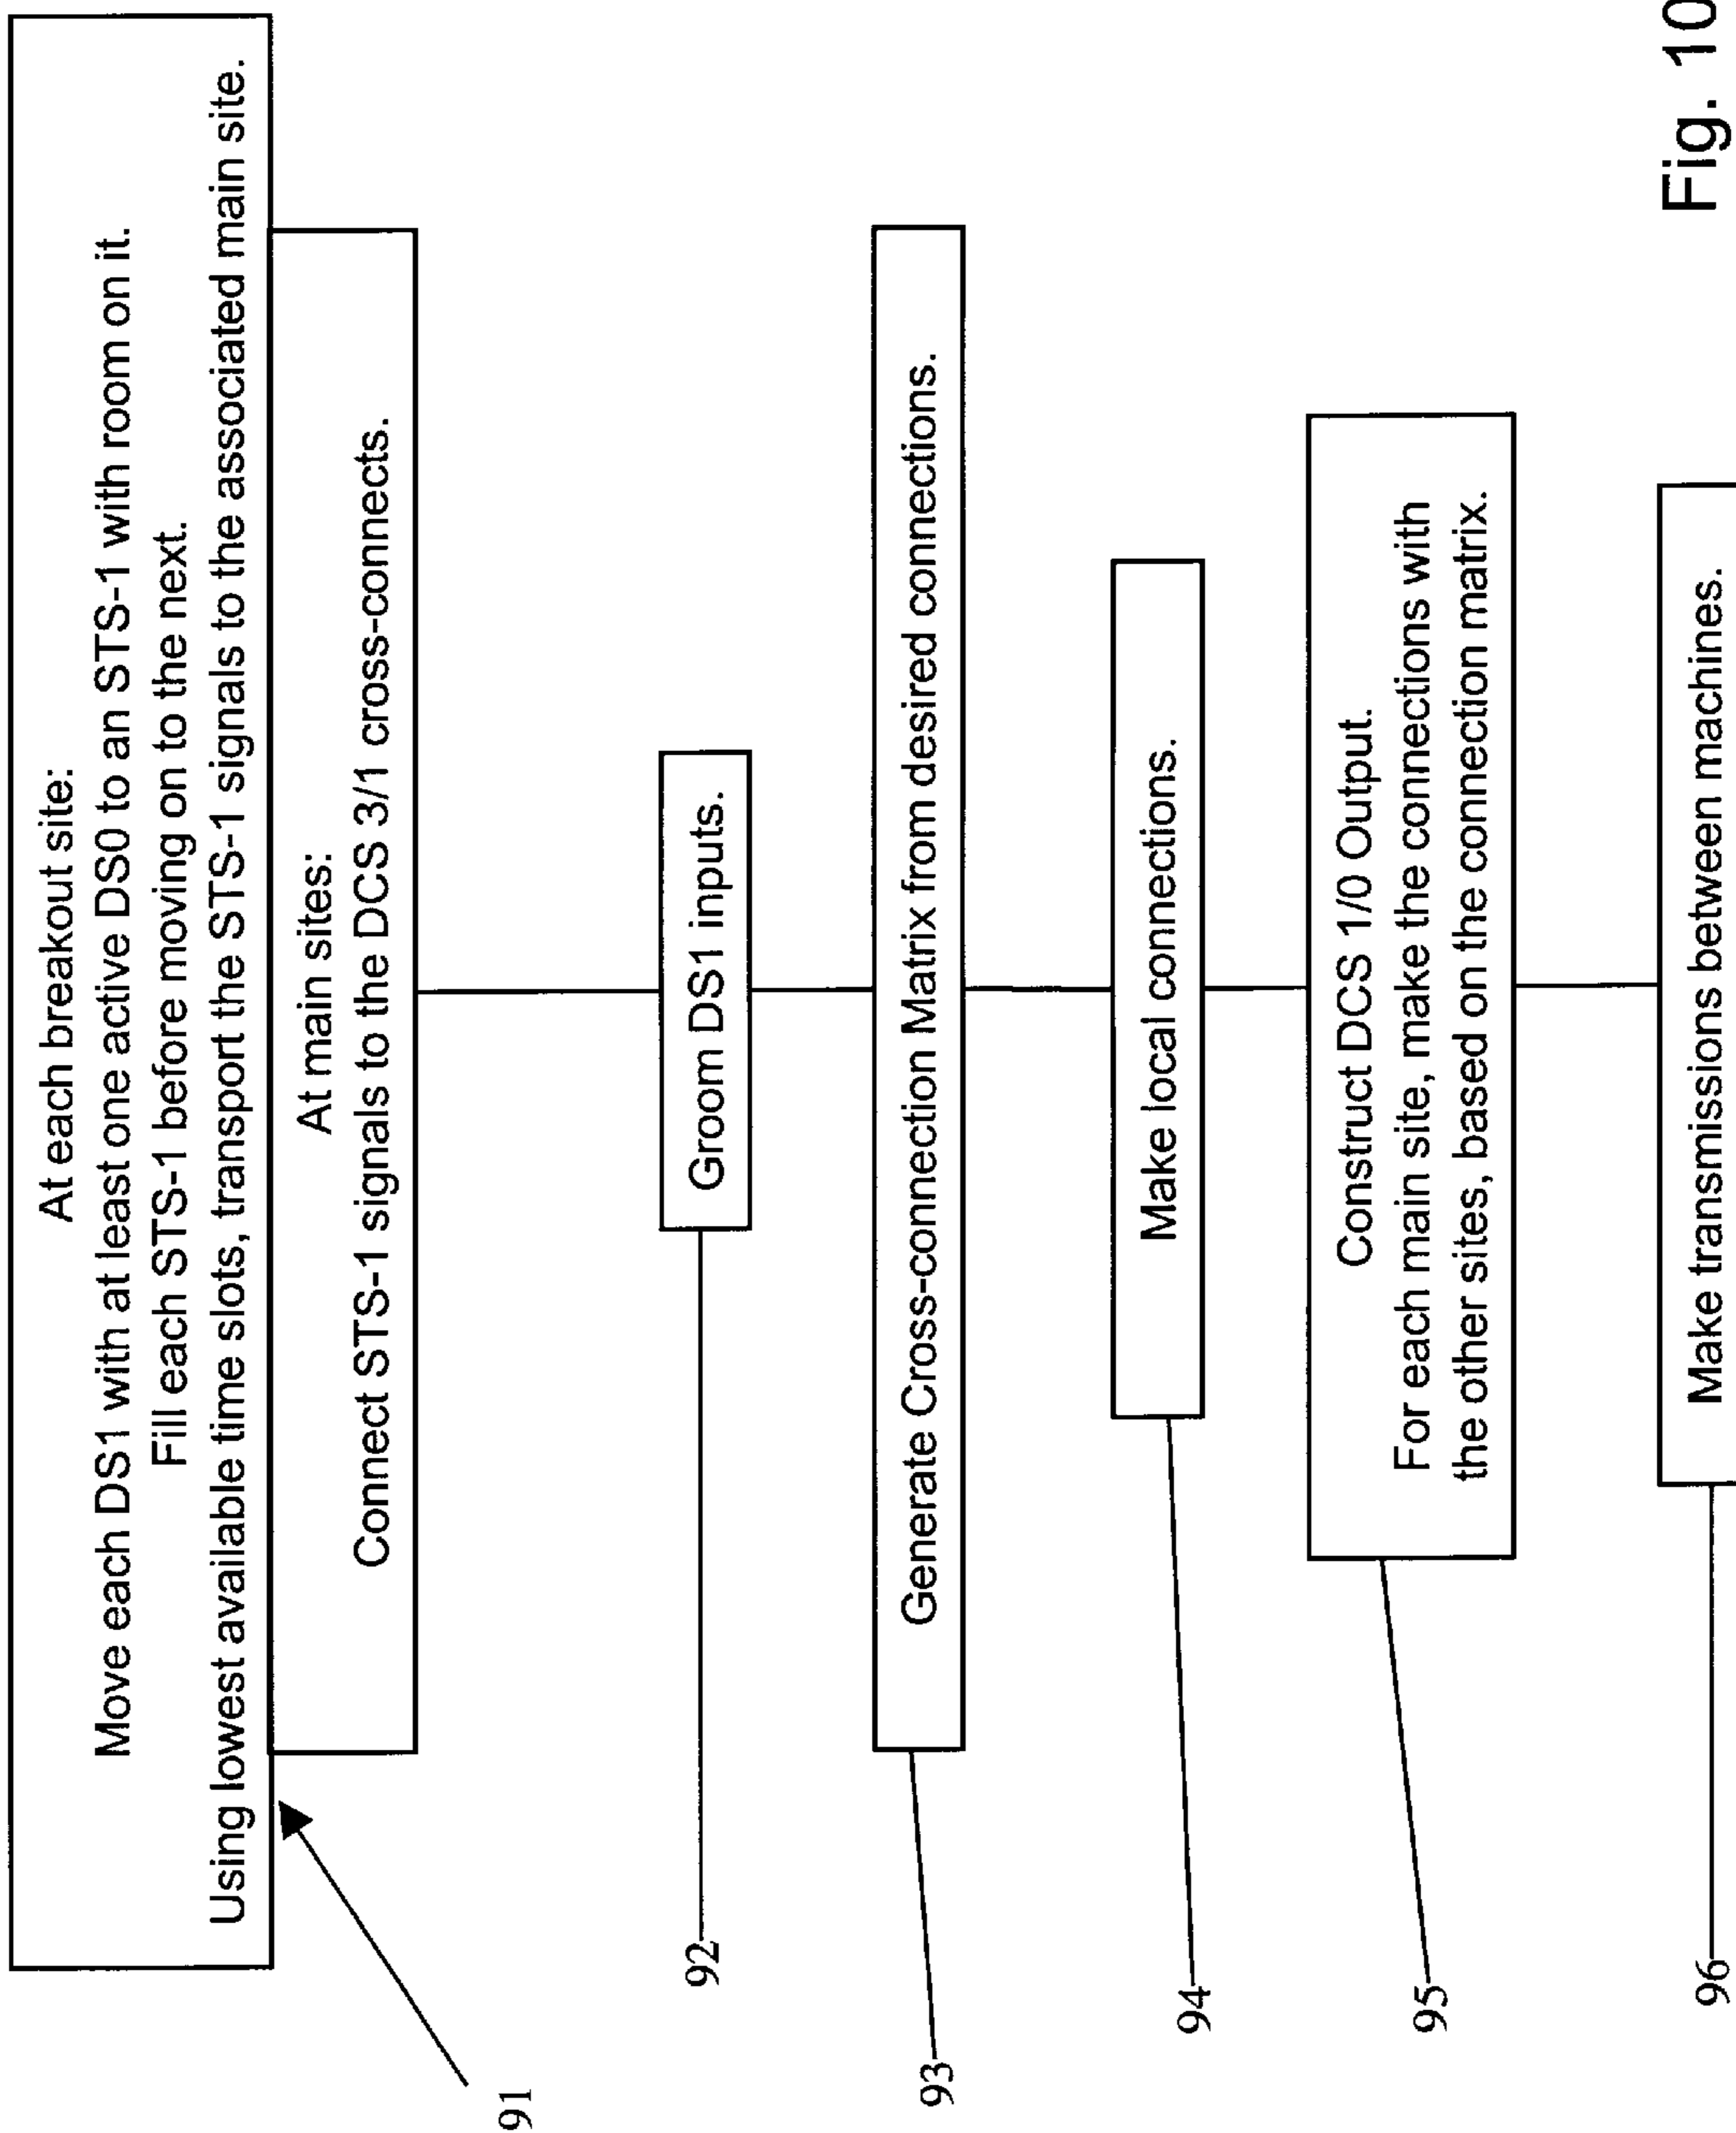 At each breakout site:
Move each DS1 with at least one active DS0 to an STS-1 with room on it.
Fill each STS-1 before moving on to the next.
Using lowest available time slots, transport the STS-1 signals to the associated main site.
At main sites:
Connect STS-1 signals to the DCS 3/1 cross-connects.
91
Groom DS1 inputs.
92
Generate Cross-connection Matrix from desired connections.
93
Make local connections.
94
Construct DCS 1/0 Output.
For each main site, make the connections with
the other sites, based on the connection matrix.
95
Make transmissions between machines.
96
Fig. 10